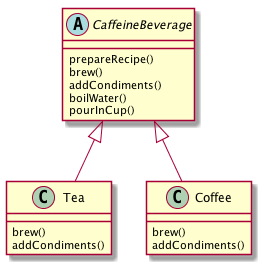 A CaffeineBeverage
prepareRecipe()
brew()
addCondiments()
boilWater()
pourInCup()
C Tea
brew()
addCondiments()
C Coffee
brew()
addCondiments()